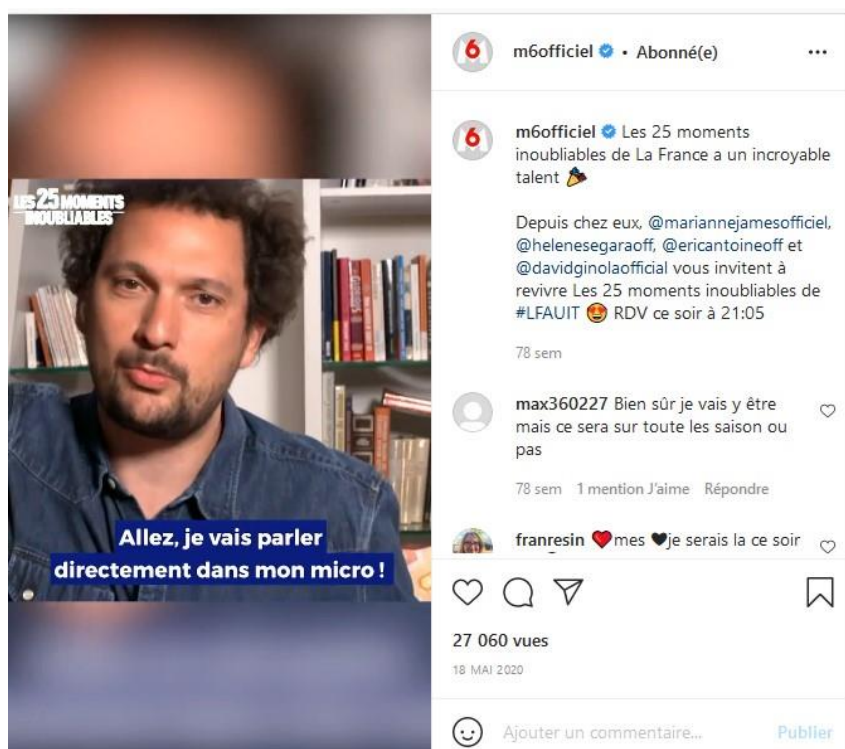 LES 25 MOMENTS
INOUBLIABLES
Allez, je vais parler
directement dans mon micro !
m6officiel • Abonné(e)
m6officiel Les 25 moments
inoubliables de La France a un incroyable
talent 🎉
Depuis chez eux, @mariannejamesofficiel,
@helenesegaraoff, @ericantoineoff et
@davidginolaofficial vous invitent à
revivre Les 25 moments inoubliables de
#LFAUIT 😍 RDV ce soir à 21:05
78 sem
max360227 Bien sûr je vais y être
mais ce sera sur toute les saison ou
pas
78 sem 1 mention J'aime Répondre
franresin ❤️mes 🖤je serais la ce soir
27 060 vues
18 MAI 2020
Ajouter un commentaire... Publier